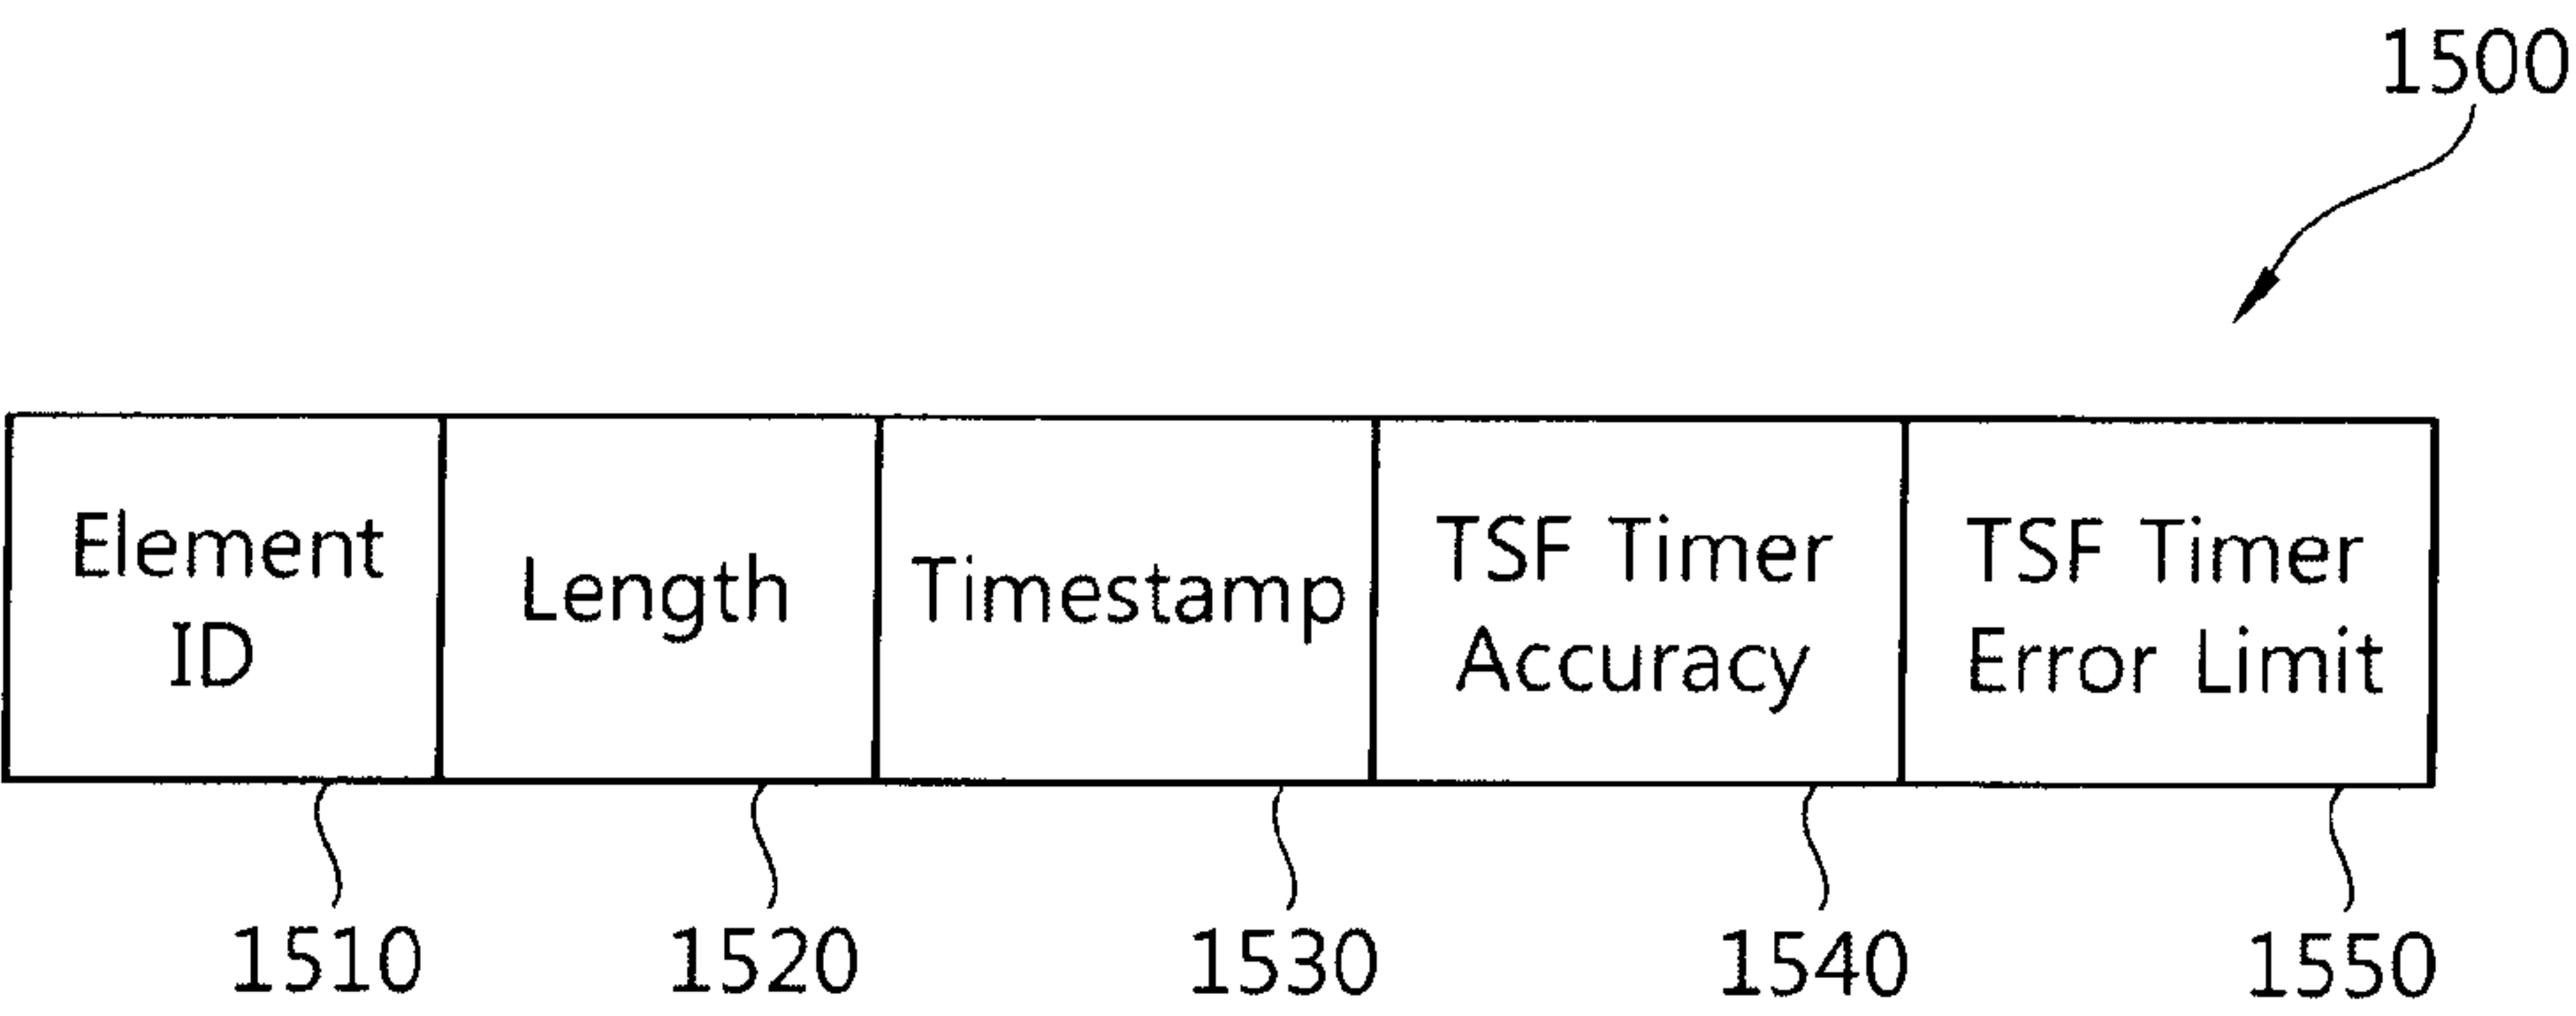 1500
Element
ID
Length
Timestamp
TSF Timer
Accuracy
TSF Timer
Error Limit
1510
1520
1530
1540
1550